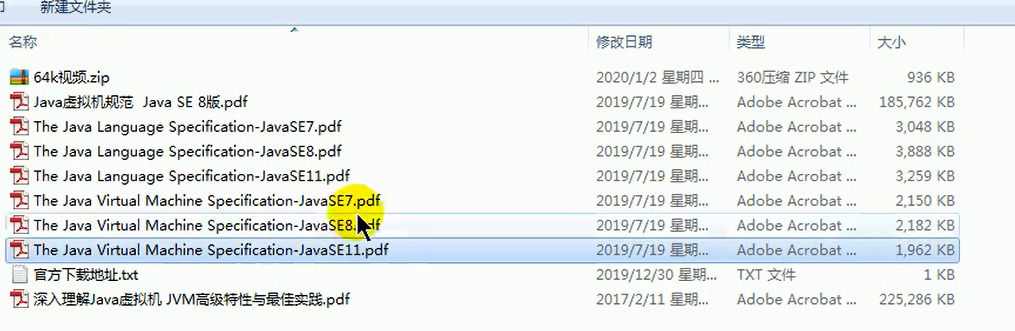 新建文件夹
名称 修改日期 类型 大小
64k视频.zip 2020/1/2 星期四 ... 360压缩 ZIP 文件 936 KB
Java虚拟机规范 Java SE 8版.pdf 2019/7/19 星期... Adobe Acrobat ... 185,762 KB
The Java Language Specification-JavaSE7.pdf 2019/7/19 星期... Adobe Acrobat ... 3,048 KB
The Java Language Specification-JavaSE8.pdf 2019/7/19 星期... Adobe Acrobat ... 3,888 KB
The Java Language Specification-JavaSE11.pdf 2019/7/19 星期... Adobe Acrobat ... 3,259 KB
The Java Virtual Machine Specification-JavaSE7.pdf 2019/7/19 星期... Adobe Acrobat ... 2,150 KB
The Java Virtual Machine Specification-JavaSE8.pdf 2019/7/19 星期... Adobe Acrobat ... 2,182 KB
The Java Virtual Machine Specification-JavaSE11.pdf 2019/7/19 星期... Adobe Acrobat ... 1,962 KB
官方下载地址.txt 2019/12/30 星期... TXT 文件 1 KB
深入理解Java虚拟机 JVM高级特性与最佳实践.pdf 2017/2/11 星期... Adobe Acrobat ... 225,286 KB